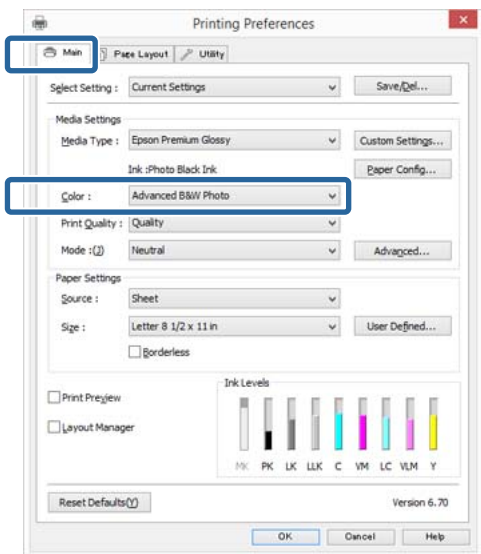 Printing Preferences
Main Page Layout Utility
Select Setting : Current Settings Save/Del...
Media Settings
Media Type : Epson Premium Glossy Custom Settings...
Ink :Photo Black Ink Paper Config...
Color : Advanced B&W Photo
Print Quality : Quality
Mode :(J) Neutral Advanced...
Paper Settings
Source : Sheet
Size : Letter 8 1/2 x 11 in User Defined...
Borderless
Print Preview
Layout Manager
Ink Levels
MK PK LK LLK C VM LC VLM Y
Reset Defaults(Y) Version 6.70
OK Cancel Help